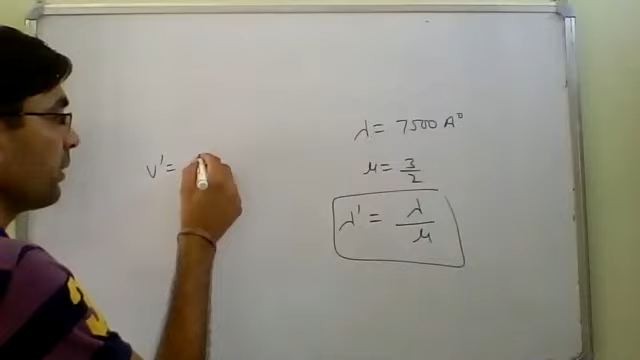 v' =
λ = 7500 A°
μ = 3/2
λ' = λ/μ